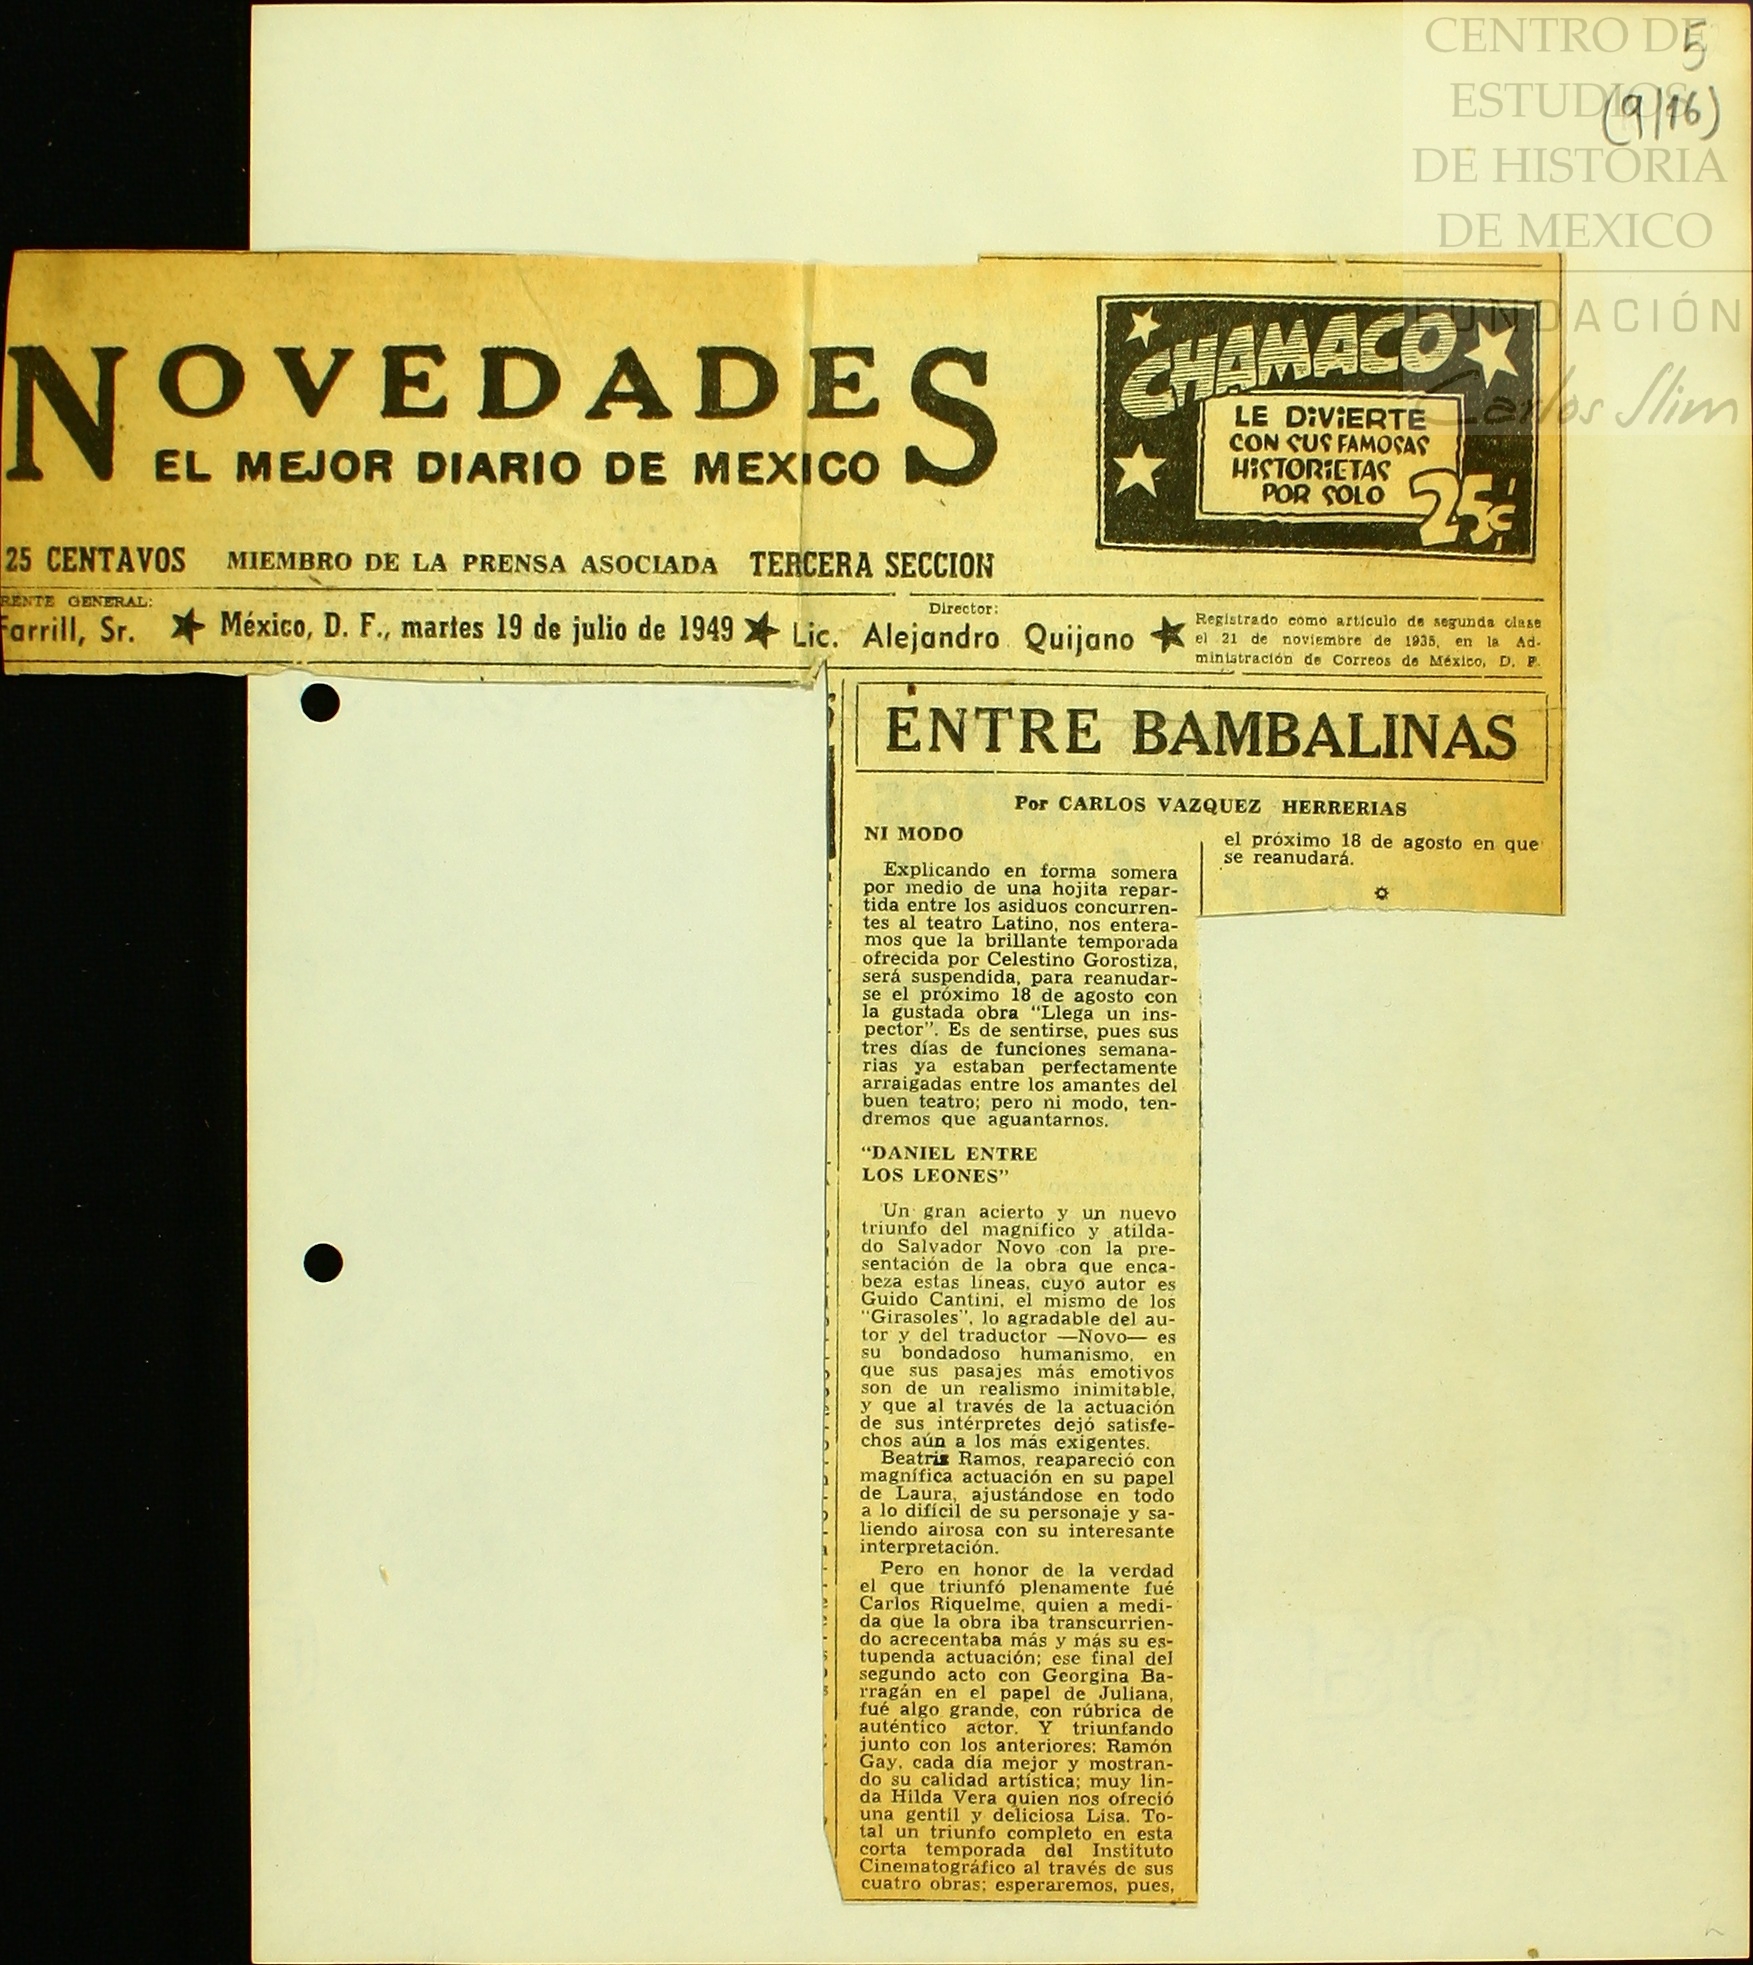 CENTRO DE
ESTUDIOS
DE HISTORIA
DE MEXICO
FUNDACIÓN
Carlos Slim
5
(9/16)
NOVEDADES
EL MEJOR DIARIO DE MEXICO
CHAMACO
LE DIVIERTE
CON SUS FAMOSAS
HISTORIETAS
POR SOLO
25¢
25 CENTAVOS MIEMBRO DE LA PRENSA ASOCIADA TERCERA SECCION
RENTE GENERAL:
Farrill, Sr. ★ México, D. F., martes 19 de julio de 1949 ★
Director:
Lic. Alejandro Quijano ★
Registrado como artículo de segunda clase
el 21 de noviembre de 1935, en la Ad-
ministración de Correos de México, D. F.
ENTRE BAMBALINAS
Por CARLOS VAZQUEZ HERRERIAS
NI MODO
Explicando en forma somera
por medio de una hojita repar-
tida entre los asiduos concurren-
tes al teatro Latino, nos entera-
mos que la brillante temporada
ofrecida por Celestino Gorostiza,
será suspendida, para reanudar-
se el próximo 18 de agosto con
la gustada obra "Llega un ins-
pector". Es de sentirse, pues sus
tres días de funciones semana-
rias ya estaban perfectamente
arraigadas entre los amantes del
buen teatro; pero ni modo, ten-
dremos que aguantarnos.
"DANIEL ENTRE
LOS LEONES"
Un gran acierto y un nuevo
triunfo del magnífico y atilda-
do Salvador Novo con la pre-
sentación de la obra que enca-
beza estas líneas, cuyo autor es
Guido Cantini, el mismo de los
"Girasoles", lo agradable del au-
tor y del traductor —Novo— es
su bondadoso humanismo, en
que sus pasajes más emotivos
son de un realismo inimitable,
y que al través de la actuación
de sus intérpretes dejó satisfe-
chos aún a los más exigentes.
Beatriz Ramos, reapareció con
magnífica actuación en su papel
de Laura, ajustándose en todo
a lo difícil de su personaje y sa-
liendo airosa con su interesante
interpretación.
Pero en honor de la verdad
el que triunfó plenamente fué
Carlos Riquelme, quien a medi-
da que la obra iba transcurrien-
do acrecentaba más y más su es-
tupenda actuación; ese final del
segundo acto con Georgina Ba-
rragán en el papel de Juliana,
fué algo grande, con rúbrica de
auténtico actor. Y triunfando
junto con los anteriores: Ramón
Gay, cada día mejor y mostran-
do su calidad artística; muy lin-
da Hilda Vera quien nos ofreció
una gentil y deliciosa Lisa. To-
tal un triunfo completo en esta
corta temporada del Instituto
Cinematográfico al través de sus
cuatro obras; esperaremos, pues,
el próximo 18 de agosto en que
se reanudará.